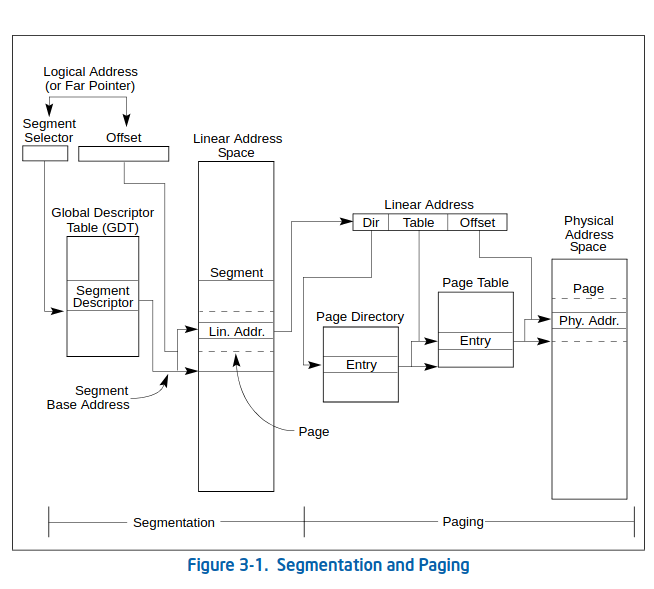 Logical Address
(or Far Pointer)
Segment
Selector
Offset
Linear Address
Space
Global Descriptor
Table (GDT)
Segment
Descriptor
Segment
Lin. Addr.
Segment
Base Address
Page
Linear Address
Dir
Table
Offset
Physical
Address
Space
Page Table
Page
Phy. Addr.
Page Directory
Entry
Entry
Segmentation
Paging
Figure 3-1. Segmentation and Paging